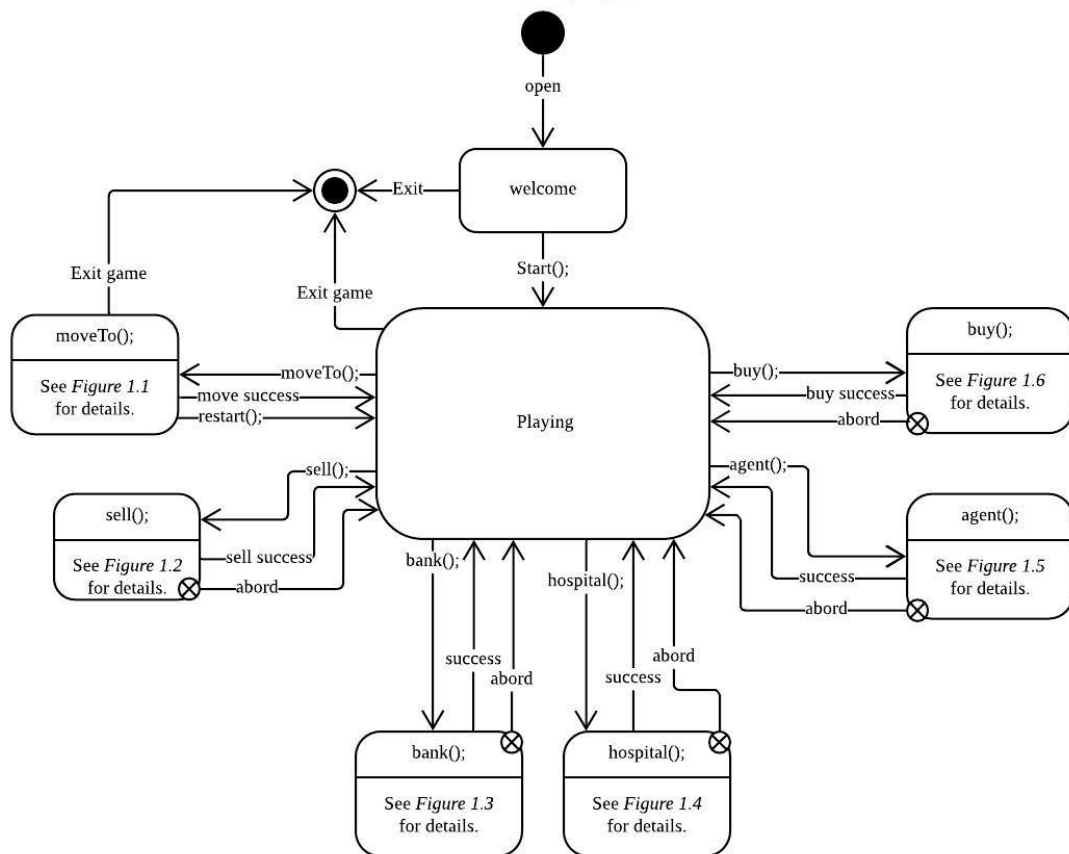 open
welcome
Exit
Start();
Exit game
Exit game
moveTo();
See Figure 1.1
for details.
moveTo();
move success
restart();
Playing
buy();
buy success
abord
buy();
See Figure 1.6
for details.
sell();
sell();
See Figure 1.2
for details.
sell success
abord
agent();
success
abord
agent();
See Figure 1.5
for details.
bank();
success
abord
hospital();
success
abord
bank();
See Figure 1.3
for details.
hospital();
See Figure 1.4
for details.